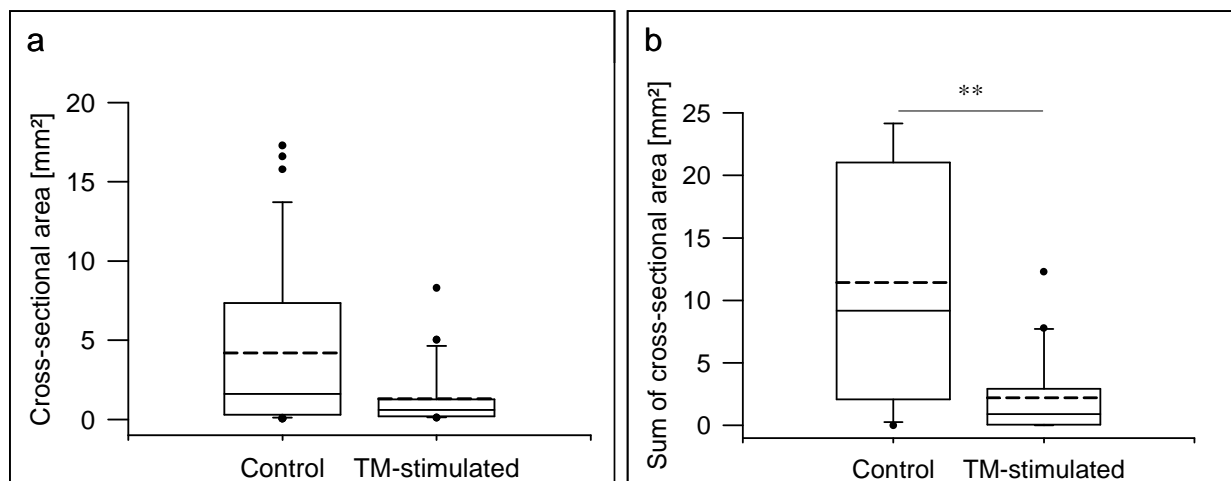 a
Cross-sectional area [mm²]
20
15
10
5
0
Control TM-stimulated
b
Sum of cross-sectional area [mm²]
25
20
15
10
5
0
**
Control TM-stimulated